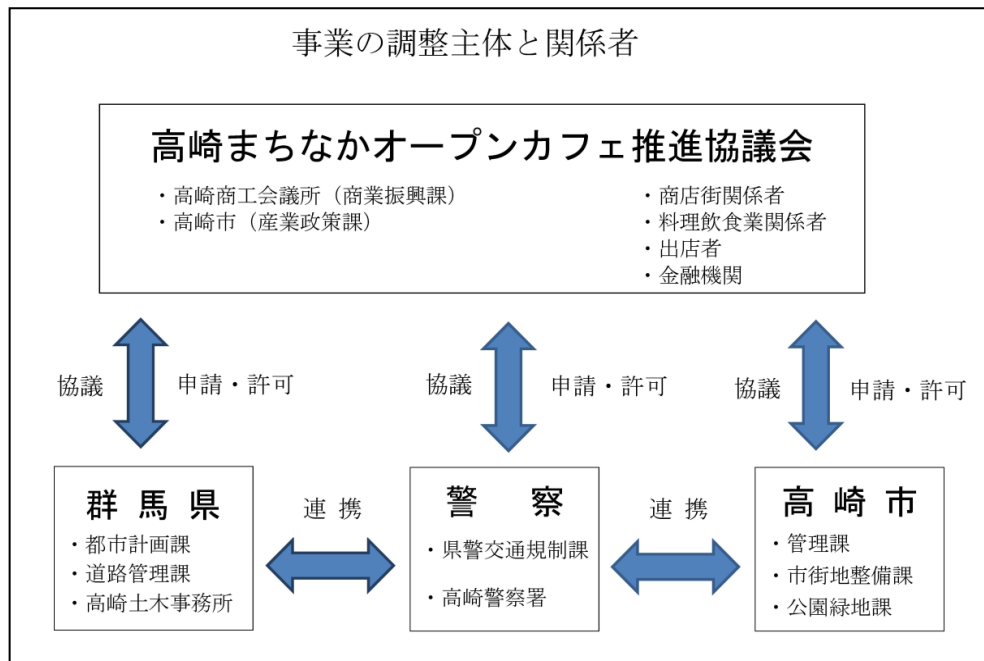 事業の調整主体と関係者
高崎まちなかオープンカフェ推進協議会
・高崎商工会議所（商業振興課）
・高崎市（産業政策課）
・商店街関係者
・料理飲食業関係者
・出店者
・金融機関
協議
申請・許可
協議
申請・許可
協議
申請・許可
群馬県
・都市計画課
・道路管理課
・高崎土木事務所
連携
警察
・県警交通規制課
・高崎警察署
連携
高崎市
・管理課
・市街地整備課
・公園緑地課